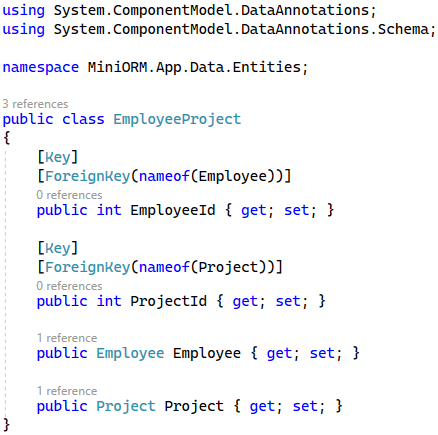 using System.ComponentModel.DataAnnotations;
using System.ComponentModel.DataAnnotations.Schema;

namespace MiniORM.App.Data.Entities;

3 references
public class EmployeeProject
{
    [Key]
    [ForeignKey(nameof(Employee))]
    0 references
    public int EmployeeId { get; set; }

    [Key]
    [ForeignKey(nameof(Project))]
    0 references
    public int ProjectId { get; set; }

    1 reference
    public Employee Employee { get; set; }

    1 reference
    public Project Project { get; set; }
}